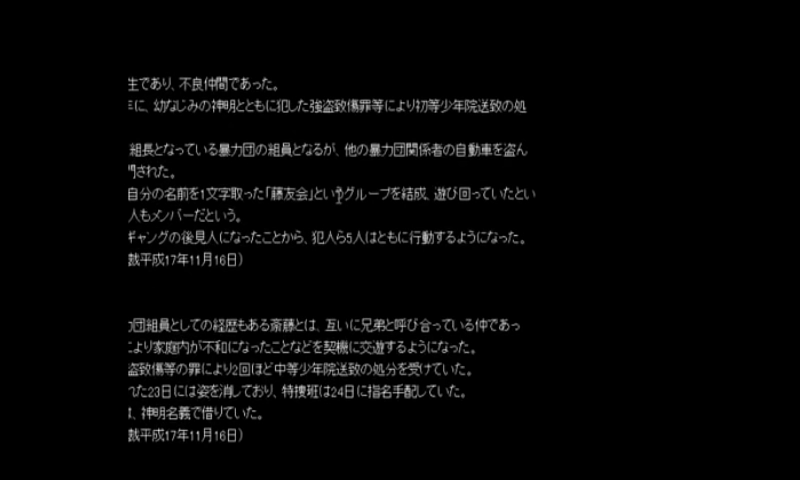 生であり、不良仲間であった。
に、幼なじみの神明とともに犯した強盗致傷罪等により初等少年院送致の処
組長となっている暴力団の組員となるが、他の暴力団関係者の自動車を盗ん
された。
自分の名前を1文字取った「藤友会」というグループを結成、遊び回っていたとい
人もメンバーだという。
ギャングの後見人になったことから、犯人ら5人はともに行動するようになった。
裁平成17年11月16日）
力団組員としての経歴もある斎藤とは、互いに兄弟と呼び合っている仲であっ
により家庭内が不和になったことなどを契機に交遊するようになった。
盗致傷等の罪により2回ほど中等少年院送致の処分を受けていた。
れた23日には姿を消しており、特捜班は24日に指名手配していた。
は、神明名義で借りていた。
裁平成17年11月16日）